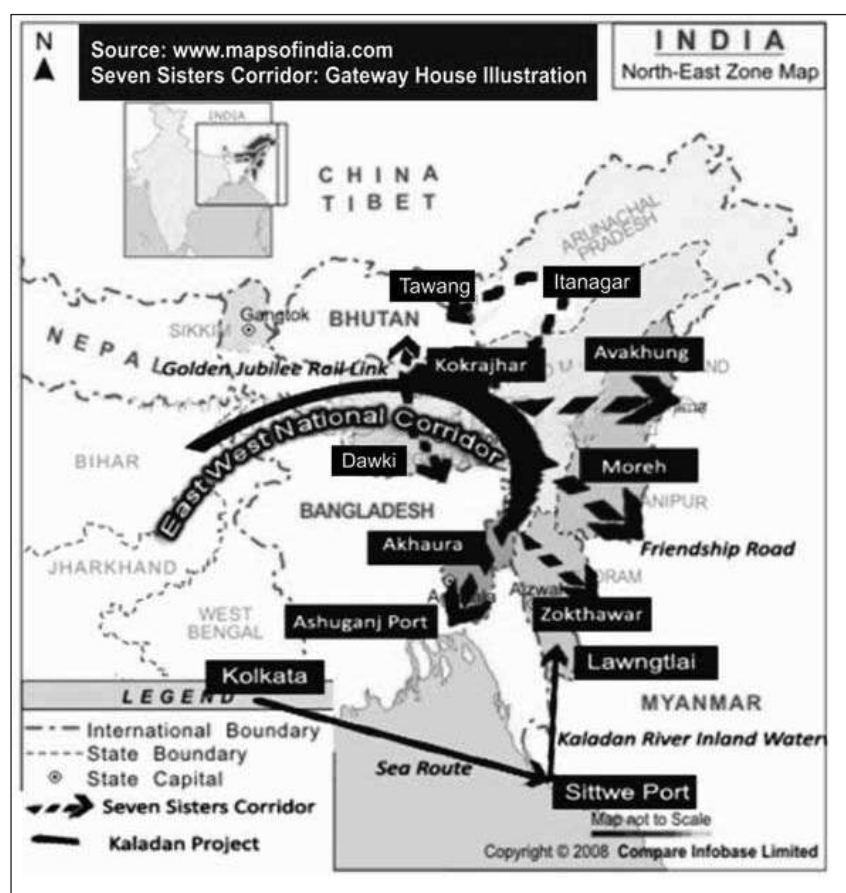 N
Source: www.mapsofindia.com
Seven Sisters Corridor: Gateway House Illustration
INDIA
North-East Zone Map
INDIA
CHINA
TIBET
ARUNACHAL
PRADESH
Tawang
Itanagar
SIKKIM
Gangtok
BHUTAN
NEPAL
Golden Jubilee Rail Link
Kokrajhar
Avakhung
East West National Corridor
BIHAR
Dawki
Moreh
BANGLADESH
Akhaura
Friendship Road
JHARKHAND
WEST
BENGAL
Ashuganj Port
Zokthawar
Kolkata
Lawngtlai
LEGEND
MYANMAR
International Boundary
State Boundary
State Capital
Seven Sisters Corridor
Kaladan Project
Kaladan River Inland Waterv
Sea Route
Sittwe Port
Map not to Scale
Copyright © 2008 Compare Infobase Limited